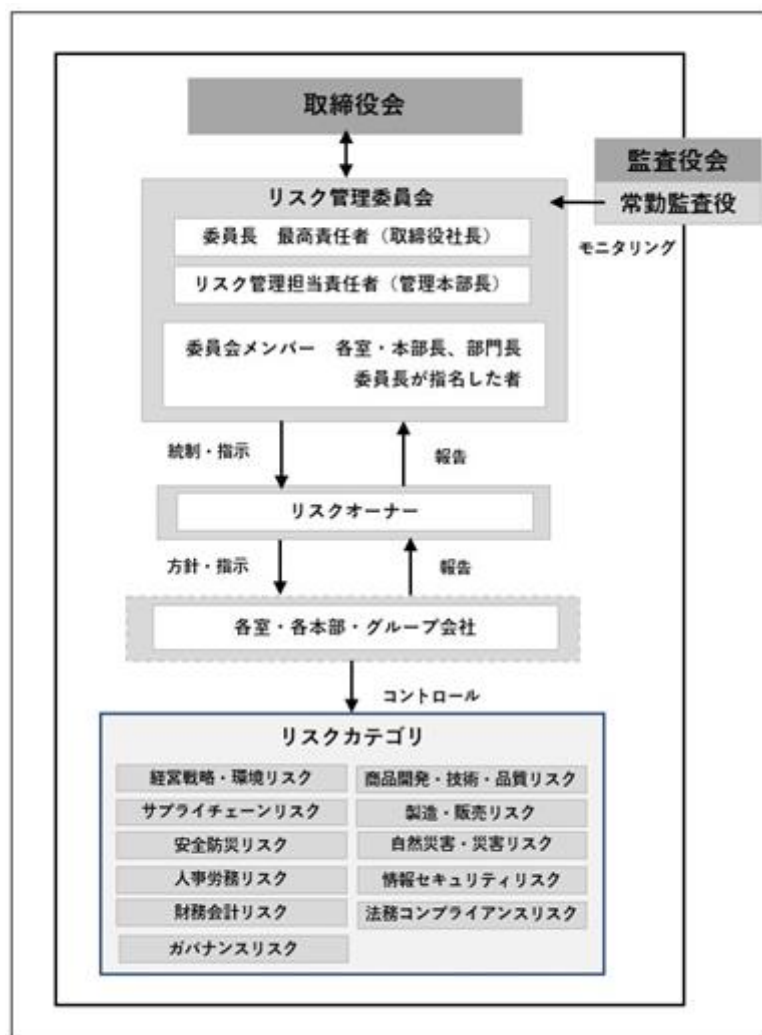 取締役会
監査役会
常勤監査役
モニタリング
リスク管理委員会
委員長　最高責任者（取締役社長）
リスク管理担当責任者（管理本部長）
委員会メンバー　各室・本部長、部門長
委員長が指名した者
統制・指示
報告
リスクオーナー
方針・指示
報告
各室・各本部・グループ会社
コントロール
リスクカテゴリ
経営戦略・環境リスク
商品開発・技術・品質リスク
サプライチェーンリスク
製造・販売リスク
安全防災リスク
自然災害・災害リスク
人事労務リスク
情報セキュリティリスク
財務会計リスク
法務コンプライアンスリスク
ガバナンスリスク